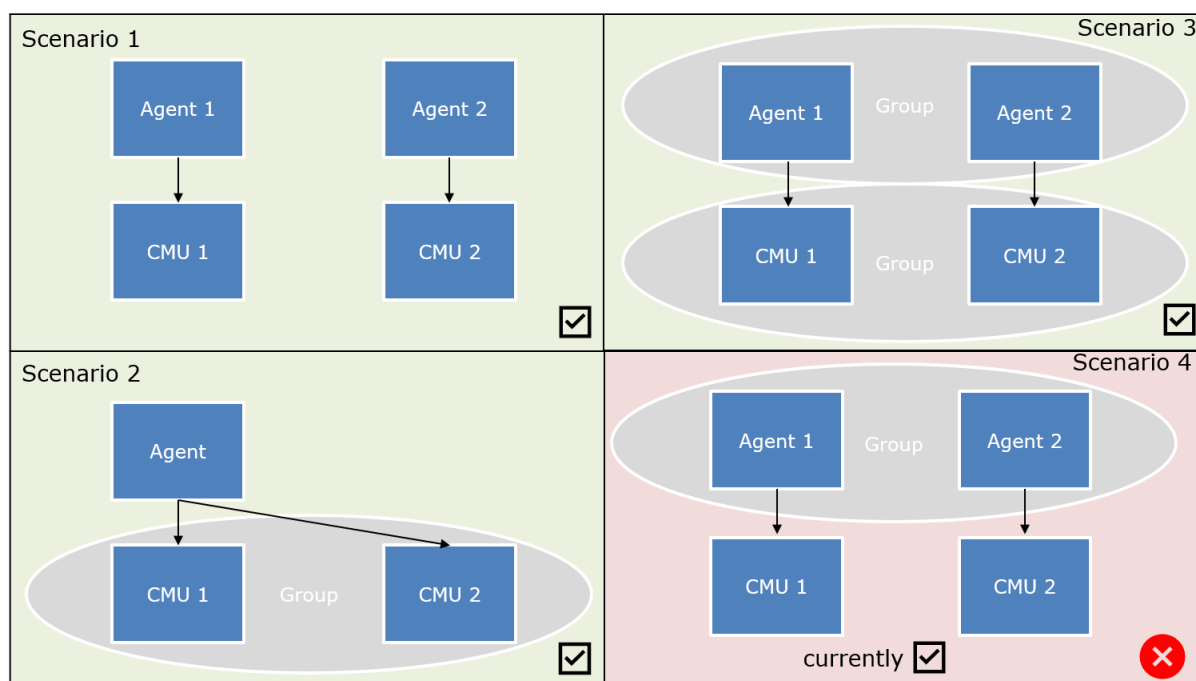 Scenario 1
Agent 1
Agent 2
CMU 1
CMU 2
Scenario 3
Agent 1
Group
Agent 2
CMU 1
Group
CMU 2
Scenario 2
Agent
CMU 1
Group
CMU 2
Scenario 4
Agent 1
Group
Agent 2
CMU 1
CMU 2
currently